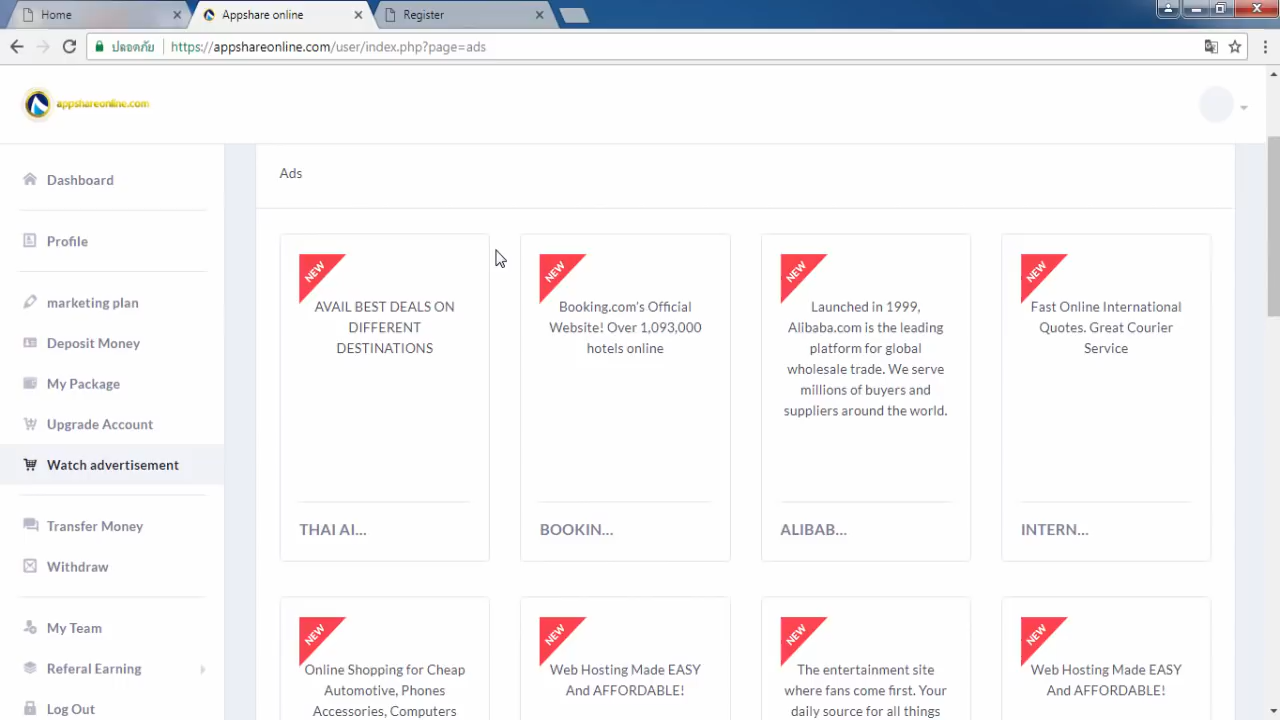 Home
Appshare online
Register
ปลอดภัย
https://appshareonline.com/user/index.php?page=ads
appshareonline.com
Dashboard
Profile
marketing plan
Deposit Money
My Package
Upgrade Account
Watch advertisement
Transfer Money
Withdraw
My Team
Referal Earning
Log Out
Ads
NEW
AVAIL BEST DEALS ON
DIFFERENT
DESTINATIONS
THAI AI...
NEW
Booking.com's Official
Website! Over 1,093,000
hotels online
BOOKIN...
NEW
Launched in 1999,
Alibaba.com is the leading
platform for global
wholesale trade. We serve
millions of buyers and
suppliers around the world.
ALIBAB...
NEW
Fast Online International
Quotes. Great Courier
Service
INTERN...
NEW
Online Shopping for Cheap
Automotive, Phones
Accessories, Computers
NEW
Web Hosting Made EASY
And AFFORDABLE!
NEW
The entertainment site
where fans come first. Your
daily source for all things
NEW
Web Hosting Made EASY
And AFFORDABLE!